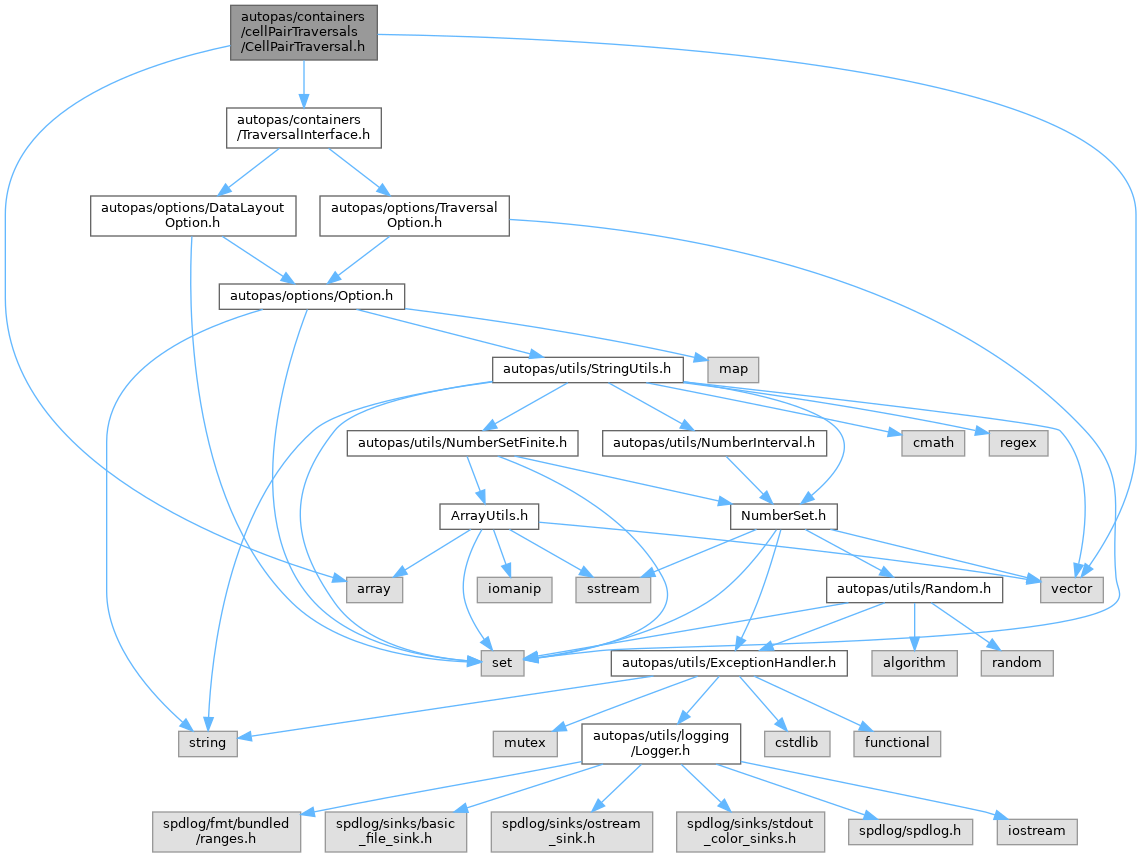 autopas/containers
/cellPairTraversals
/CellPairTraversal.h
autopas/containers
/TraversalInterface.h
autopas/options/DataLayout
Option.h
autopas/options/Traversal
Option.h
autopas/options/Option.h
autopas/utils/StringUtils.h
map
autopas/utils/NumberSetFinite.h
autopas/utils/NumberInterval.h
cmath
regex
ArrayUtils.h
NumberSet.h
array
iomanip
sstream
autopas/utils/Random.h
vector
set
autopas/utils/ExceptionHandler.h
algorithm
random
string
mutex
autopas/utils/logging
/Logger.h
cstdlib
functional
spdlog/fmt/bundled
/ranges.h
spdlog/sinks/basic
_file_sink.h
spdlog/sinks/ostream
_sink.h
spdlog/sinks/stdout
_color_sinks.h
spdlog/spdlog.h
iostream